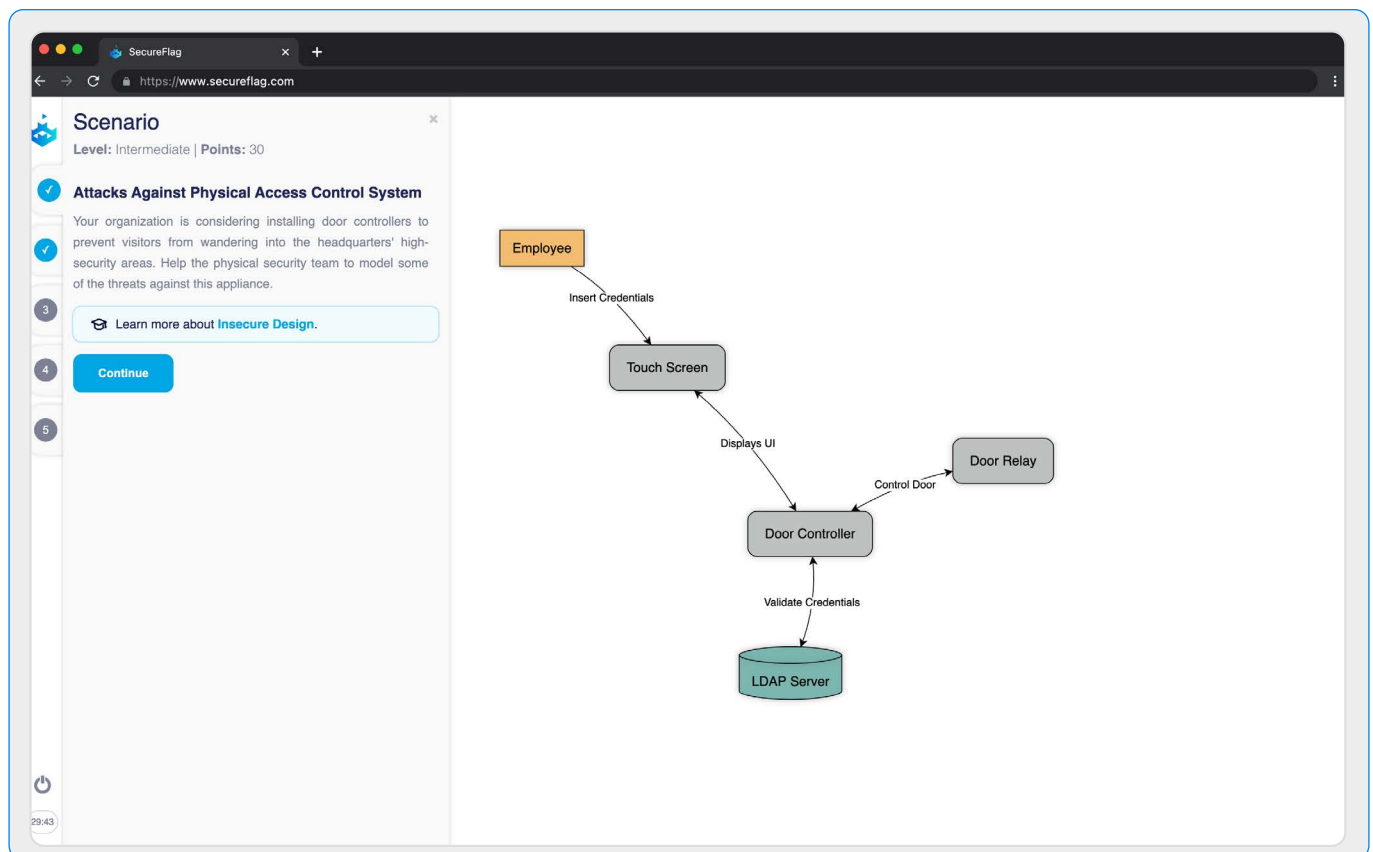 SecureFlag
https://www.secureflag.com
Scenario
Level: Intermediate | Points: 30
Attacks Against Physical Access Control System
Your organization is considering installing door controllers to
prevent visitors from wandering into the headquarters' high-
security areas. Help the physical security team to model some
of the threats against this appliance.
Learn more about Insecure Design.
Continue
3
4
5
29:43
Employee
Insert Credentials
Touch Screen
Displays UI
Door Relay
Control Door
Door Controller
Validate Credentials
LDAP Server